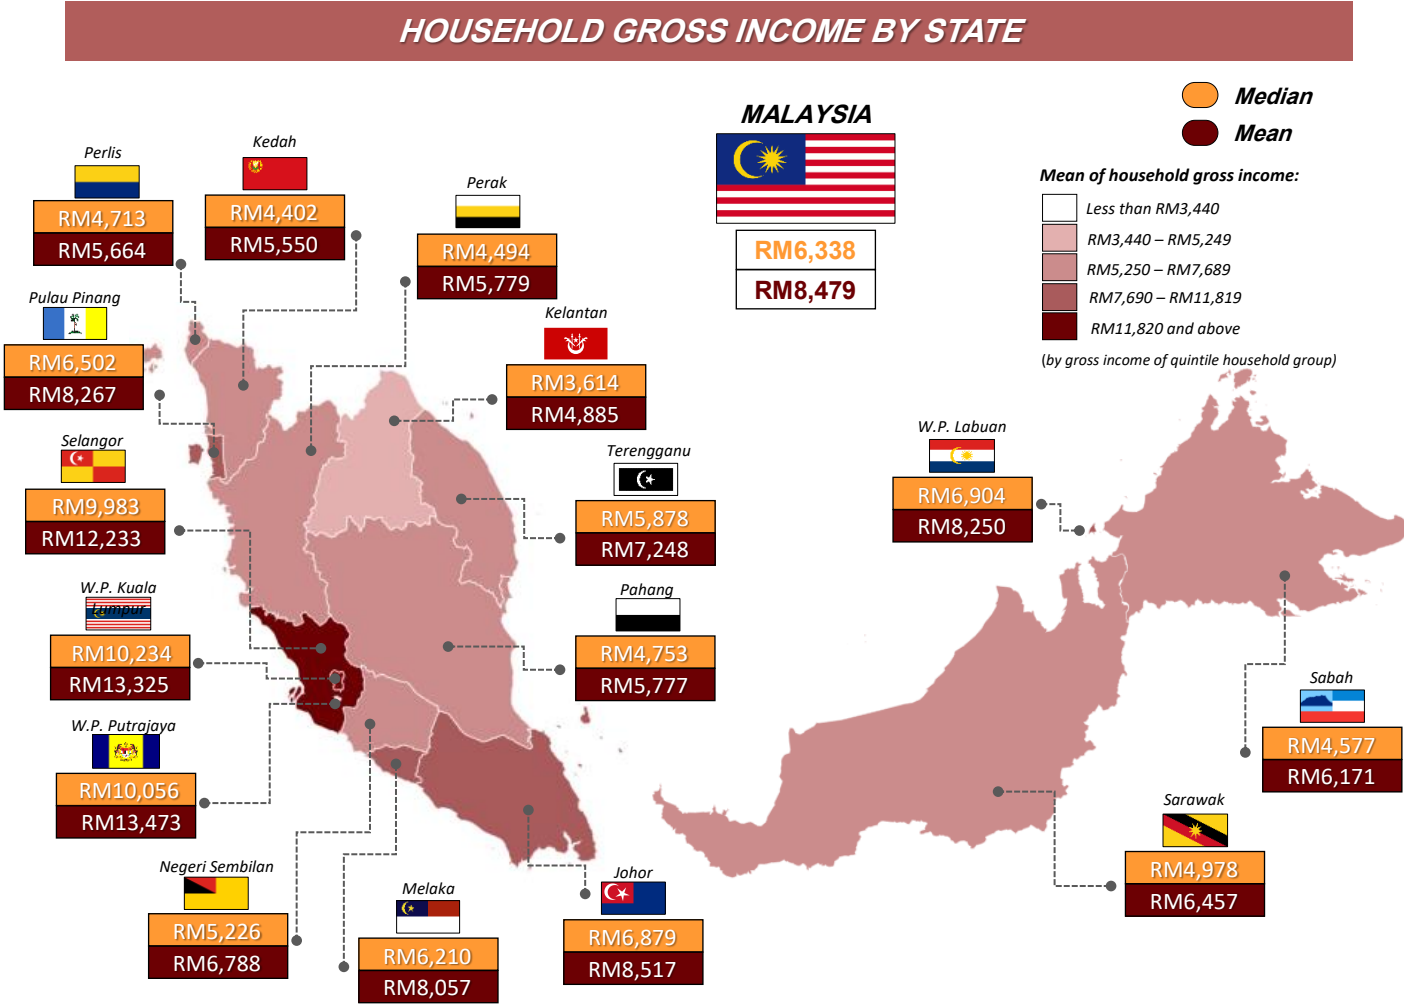 HOUSEHOLD GROSS INCOME BY STATE
Median
Mean
MALAYSIA
RM6,338
RM8,479
Mean of household gross income:
Less than RM3,440
RM3,440 – RM5,249
RM5,250 – RM7,689
RM7,690 – RM11,819
RM11,820 and above
(by gross income of quintile household group)
Perlis
RM4,713
RM5,664
Kedah
RM4,402
RM5,550
Perak
RM4,494
RM5,779
Pulau Pinang
RM6,502
RM8,267
Kelantan
RM3,614
RM4,885
Selangor
RM9,983
RM12,233
Terengganu
RM5,878
RM7,248
W.P. Labuan
RM6,904
RM8,250
W.P. Kuala
Lumpur
RM10,234
RM13,325
Pahang
RM4,753
RM5,777
W.P. Putrajaya
RM10,056
RM13,473
Sabah
RM4,577
RM6,171
Sarawak
RM4,978
RM6,457
Negeri Sembilan
RM5,226
RM6,788
Melaka
RM6,210
RM8,057
Johor
RM6,879
RM8,517